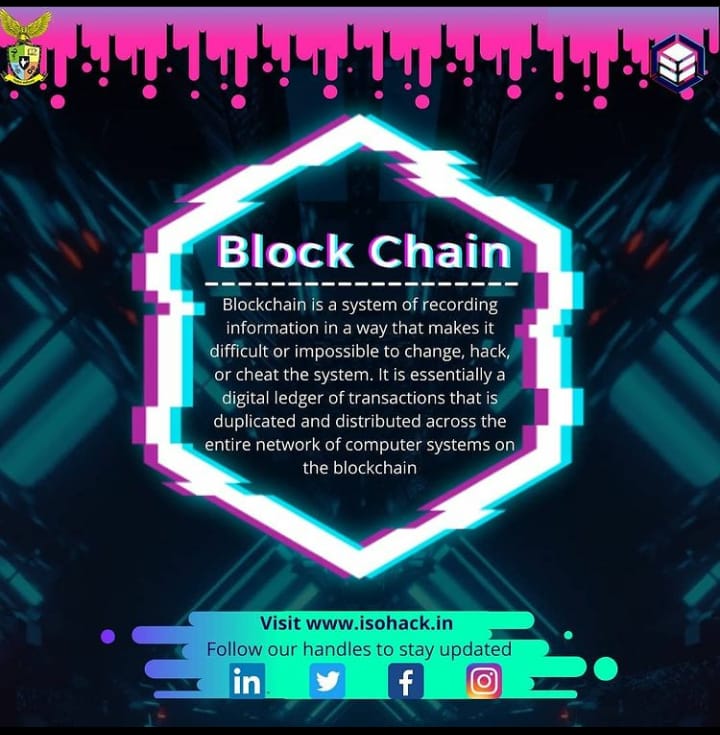 Block Chain
Blockchain is a system of recording
information in a way that makes it
difficult or impossible to change, hack,
or cheat the system. It is essentially a
digital ledger of transactions that is
duplicated and distributed across the
entire network of computer systems on
the blockchain
Visit www.isohack.in
Follow our handles to stay updated
in
f